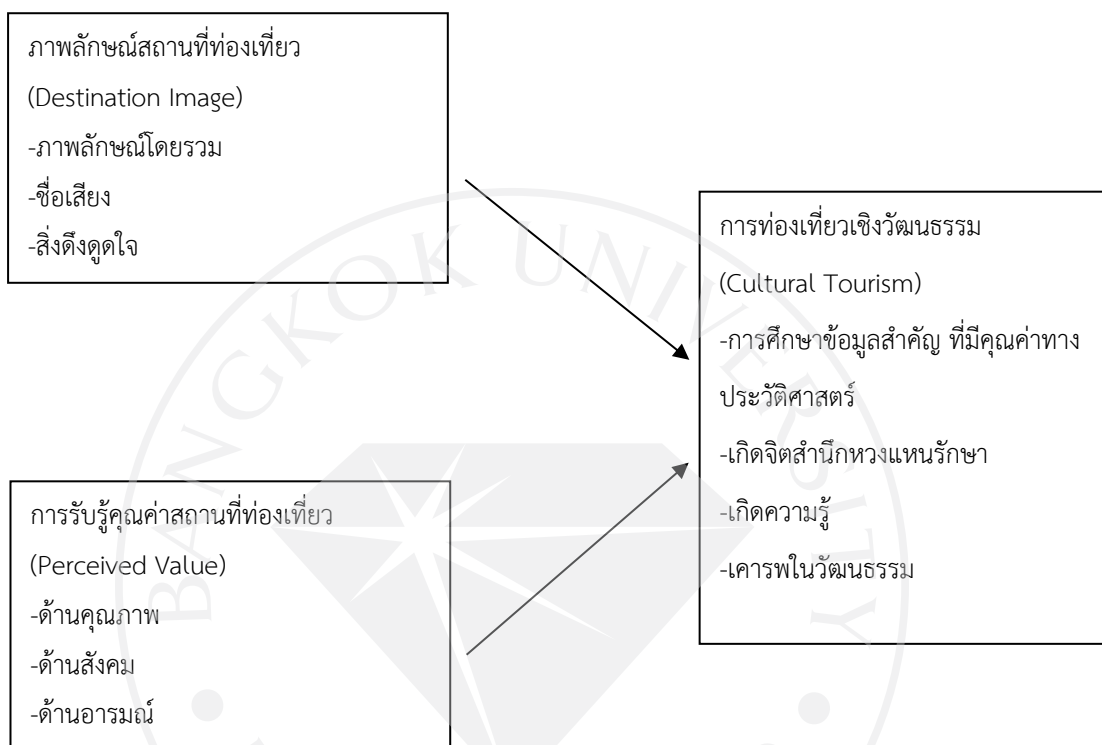 ภาพลักษณ์สถานที่ท่องเที่ยว
(Destination Image)
-ภาพลักษณ์โดยรวม
-ชื่อเสียง
-สิ่งดึงดูดใจ
การท่องเที่ยวเชิงวัฒนธรรม
(Cultural Tourism)
-การศึกษาข้อมูลสำคัญ ที่มีคุณค่าทาง
ประวัติศาสตร์
-เกิดจิตสำนึกหวงแหนรักษา
-เกิดความรู้
-เคารพในวัฒนธรรม
การรับรู้คุณค่าสถานที่ท่องเที่ยว
(Perceived Value)
-ด้านคุณภาพ
-ด้านสังคม
-ด้านอารมณ์
BANGKOK UNIVERSITY